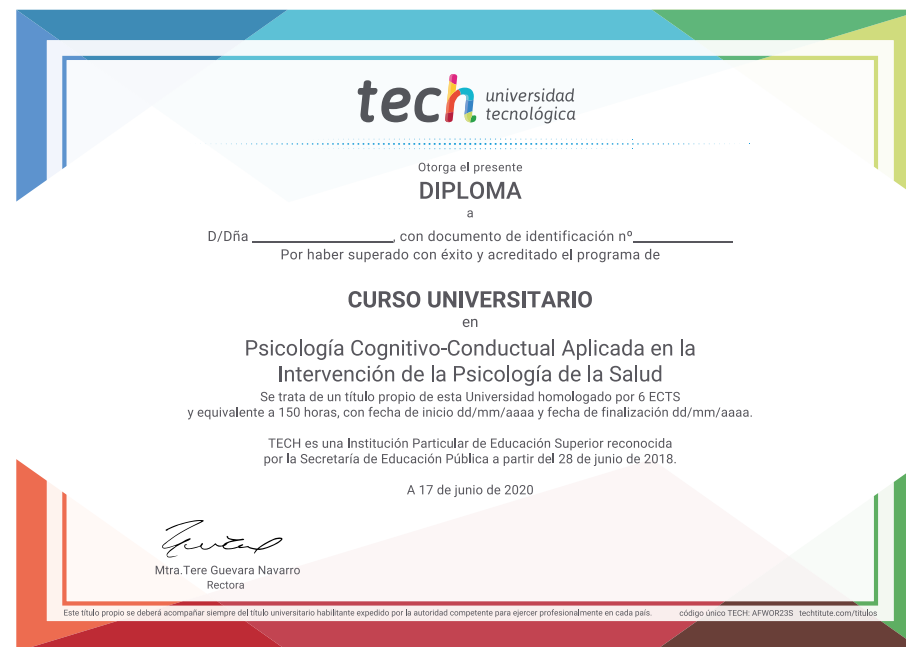 tech universidad
tecnológica
Otorga el presente
DIPLOMA
a
D/Dña ____________________, con documento de identificación nº______________
Por haber superado con éxito y acreditado el programa de
CURSO UNIVERSITARIO
en
Psicología Cognitivo-Conductual Aplicada en la
Intervención de la Psicología de la Salud
Se trata de un título propio de esta Universidad homologado por 6 ECTS
y equivalente a 150 horas, con fecha de inicio dd/mm/aaaa y fecha de finalización dd/mm/aaaa.
TECH es una Institución Particular de Educación Superior reconocida
por la Secretaría de Educación Pública a partir del 28 de junio de 2018.
A 17 de junio de 2020
Mtra.Tere Guevara Navarro
Rectora
Este título propio se deberá acompañar siempre del título universitario habilitante expedido por la autoridad competente para ejercer profesionalmente en cada país. código único TECH: AFWOR23S techtitute.com/titulos